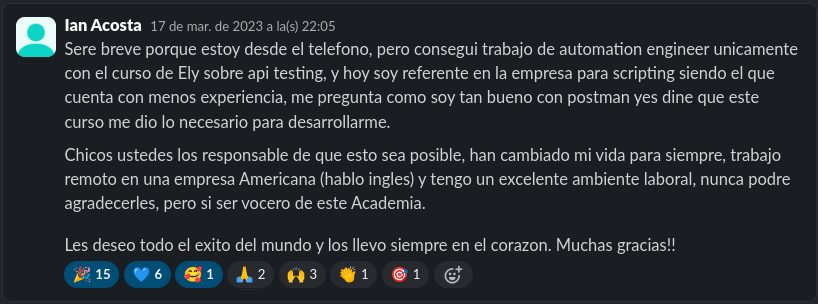 Ian Acosta 17 de mar. de 2023 a la(s) 22:05
Sere breve porque estoy desde el telefono, pero consegui trabajo de automation engineer unicamente
con el curso de Ely sobre api testing, y hoy soy referente en la empresa para scripting siendo el que
cuenta con menos experiencia, me pregunta como soy tan bueno con postman yes dine que este
curso me dio lo necesario para desarrollarme.
Chicos ustedes los responsable de que esto sea posible, han cambiado mi vida para siempre, trabajo
remoto en una empresa Americana (hablo ingles) y tengo un excelente ambiente laboral, nunca podre
agradecerles, pero si ser vocero de este Academia.
Les deseo todo el exito del mundo y los llevo siempre en el corazon. Muchas gracias!!
🎉 15 💙 6 🥰 1 🙏 2 🙌 3 👏 1 🎯 1